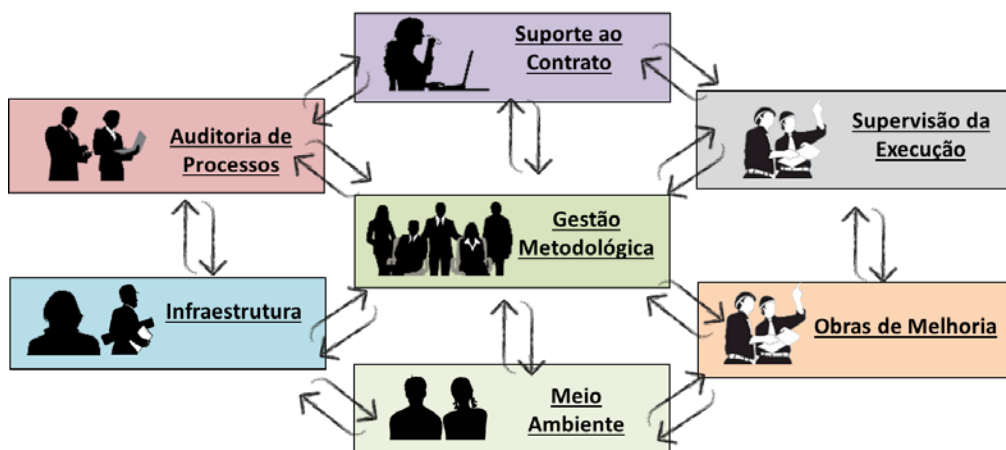 Suporte ao
Contrato
Auditoria de
Processos
Supervisão da
Execução
Gestão
Metodológica
Infraestrutura
Obras de Melhoria
Meio
Ambiente